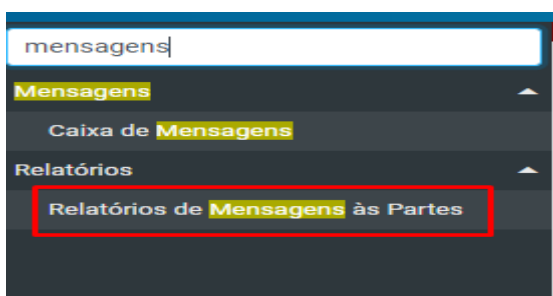 mensagens
Mensagens
Caixa de Mensagens
Relatórios
Relatórios de Mensagens às Partes